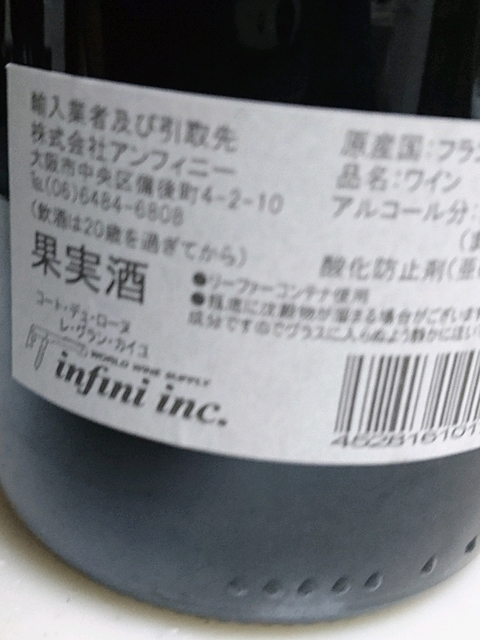 輸入業者及び引取先
株式会社アンフィニー
大阪市中央区備後町4-2-10
℡(06)6484-6808
(飲酒は20歳を過ぎてから)
果実酒
コート・デュ・ローヌ
レ・グラン・カイユ
WORLD WINE SUPPLY
infini inc.
原産国:フラン
品名:ワイン
アルコール分:
酸化防止剤(亜
●リーファーコンテナ使用
●瓶底に沈殿物が溜まる場合がございます
成分ですのでグラスに入らぬよう静かに
452816101